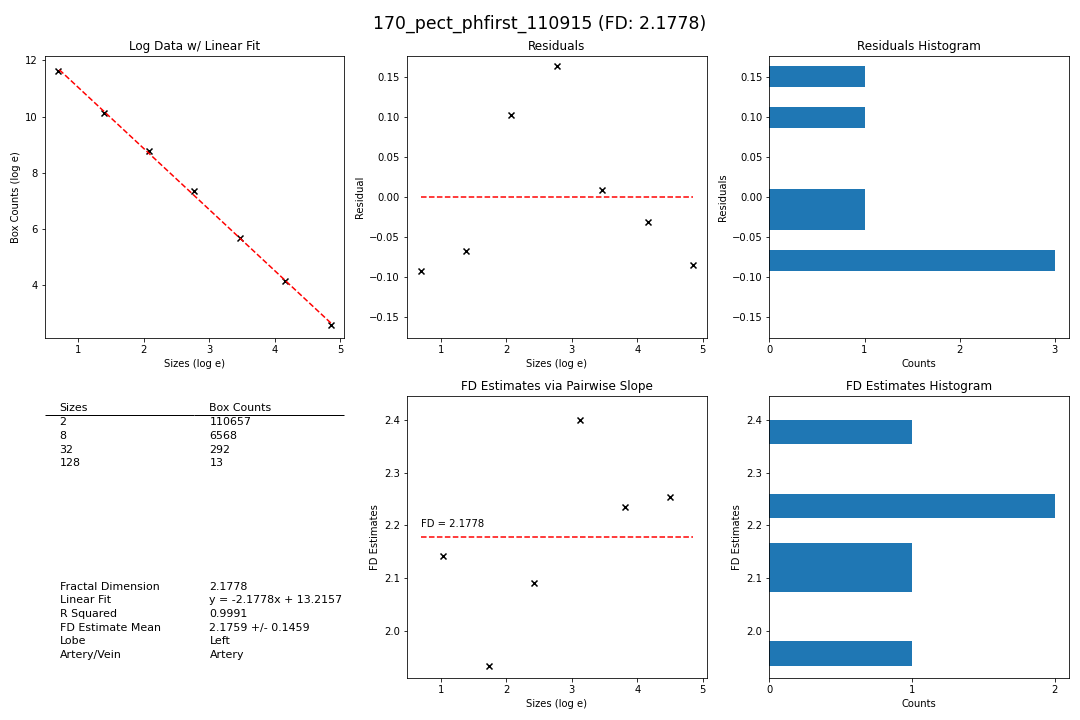 170_pect_phfirst_110915 (FD: 2.1778)
Log Data w/ Linear Fit
12
10
8
6
4
Box Counts (log e)
1 2 3 4 5
Sizes (log e)
Residuals
0.15
0.10
0.05
0.00
−0.05
−0.10
−0.15
Residual
1 2 3 4 5
Sizes (log e)
Residuals Histogram
0.15
0.10
0.05
0.00
−0.05
−0.10
−0.15
Residuals
0 1 2 3
Counts
Sizes Box Counts
2 110657
8 6568
32 292
128 13
Fractal Dimension 2.1778
Linear Fit y = -2.1778x + 13.2157
R Squared 0.9991
FD Estimate Mean 2.1759 +/- 0.1459
Lobe Left
Artery/Vein Artery
FD Estimates via Pairwise Slope
2.4
2.3
2.2
2.1
2.0
FD Estimates
FD = 2.1778
1 2 3 4 5
Sizes (log e)
FD Estimates Histogram
2.4
2.3
2.2
2.1
2.0
FD Estimates
0 1 2
Counts